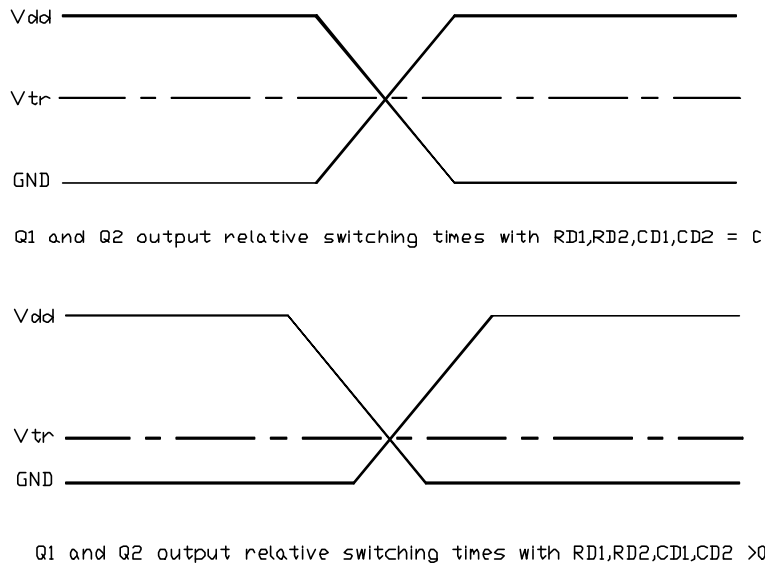 Vdd
Vtr
GND
Q1 and Q2 output relative switching times with RD1,RD2,CD1,CD2 =
Vdd
Vtr
GND
Q1 and Q2 output relative switching times with RD1,RD2,CD1,CD2 >0